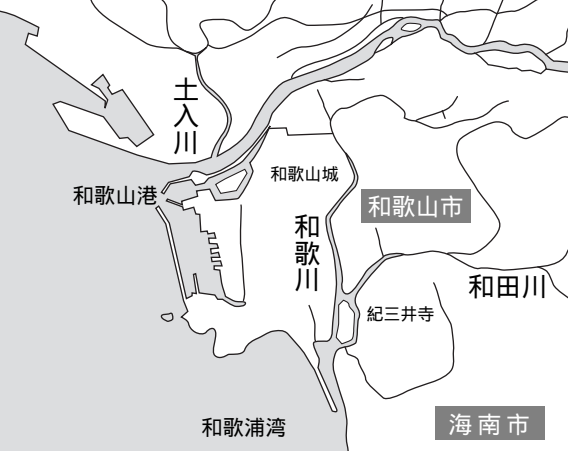 土入川
和歌山城
和歌山港
和歌山市
和歌川
和田川
紀三井寺
和歌浦湾
海南市